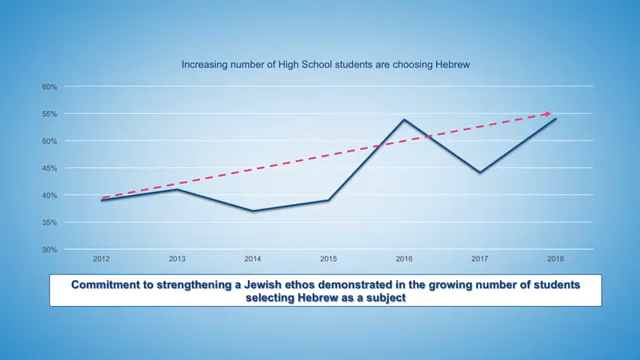 Increasing number of High School students are choosing Hebrew
60%
55%
50%
45%
40%
35%
30%
2012 2013 2014 2015 2016 2017 2018
Commitment to strengthening a Jewish ethos demonstrated in the growing number of students
selecting Hebrew as a subject